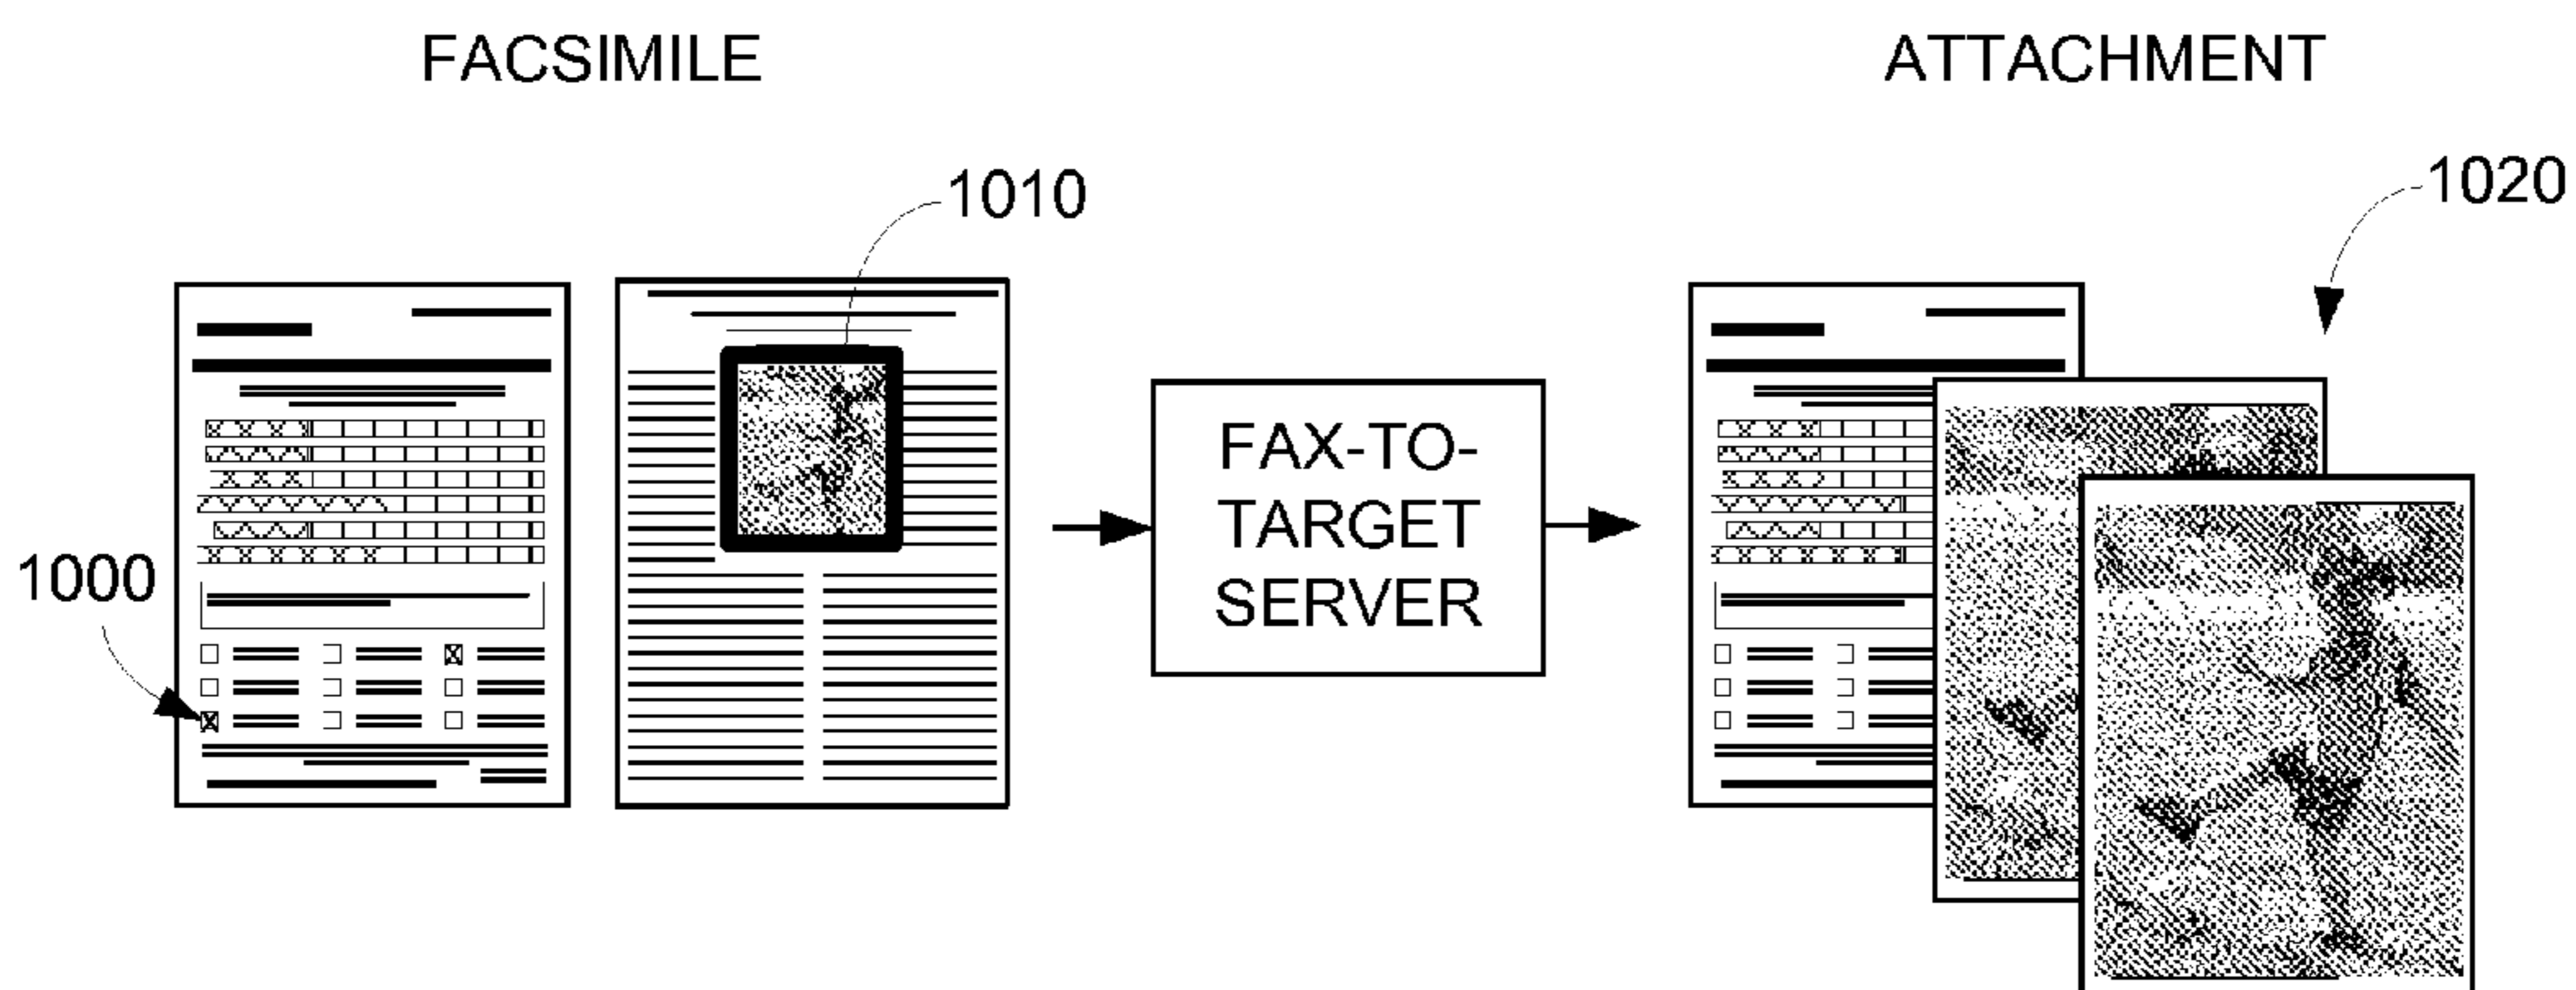 FACSIMILE
ATTACHMENT
1010
1020
1000
FAX-TO-
TARGET
SERVER